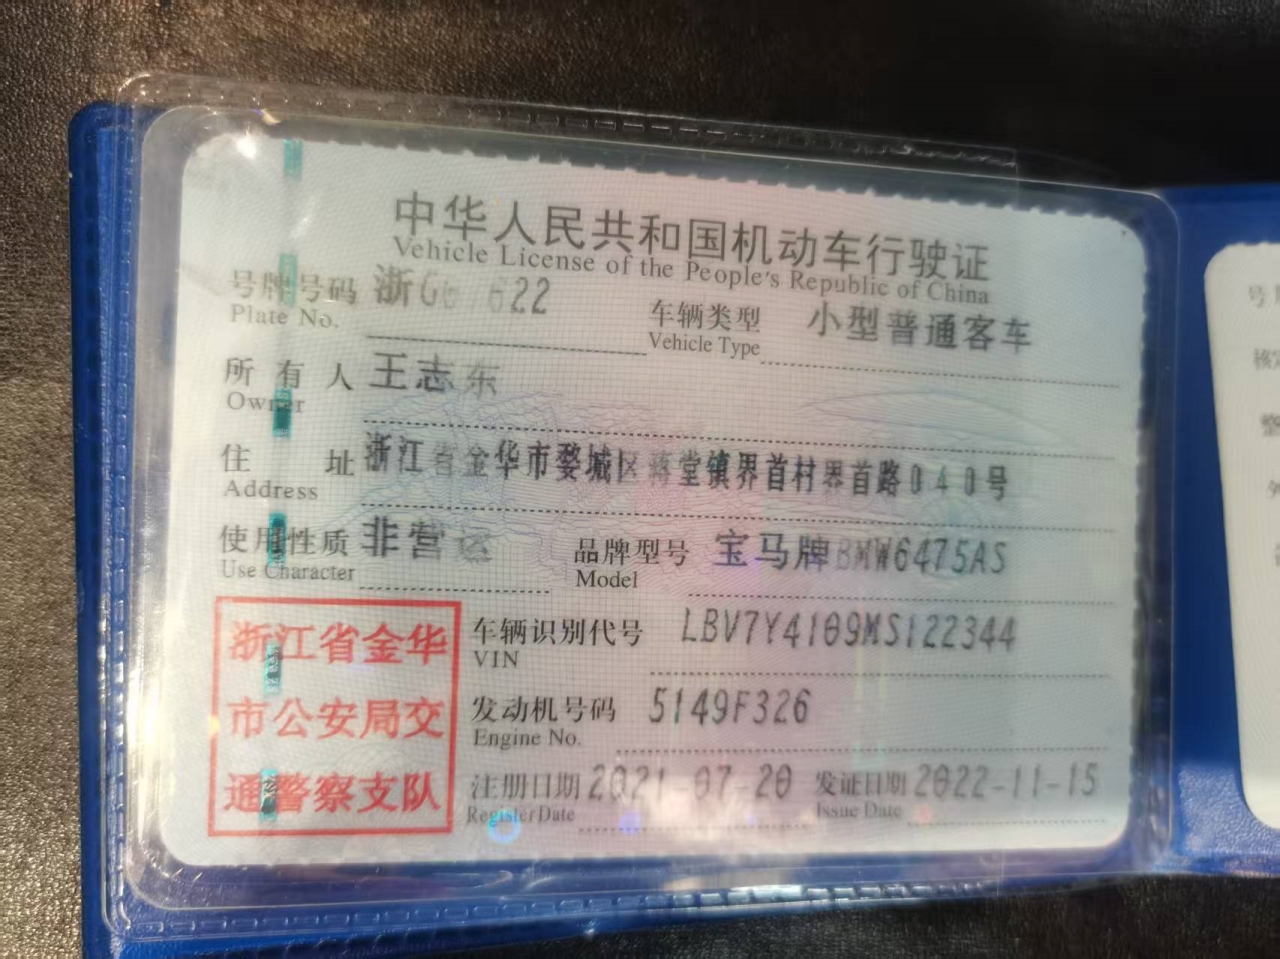 中华人民共和国机动车行驶证
Vehicle License of the People's Republic of China
号牌号码 浙G 622 车辆类型 小型普通客车
Plate No. Vehicle Type
所有人 王志东
Owner
住址 浙江省金华市婺城区蒋堂镇界首村界首路040号
Address
使用性质 非营运 品牌型号 宝马牌BMW6475AS
Use Character Model
浙江省金华
市公安局交
通警察支队
车辆识别代号 LBV7Y4109MS122344
VIN
发动机号码 5149F326
Engine No.
注册日期 2021-07-20 发证日期 2022-11-15
Register Date Issue Date
号
核定
整